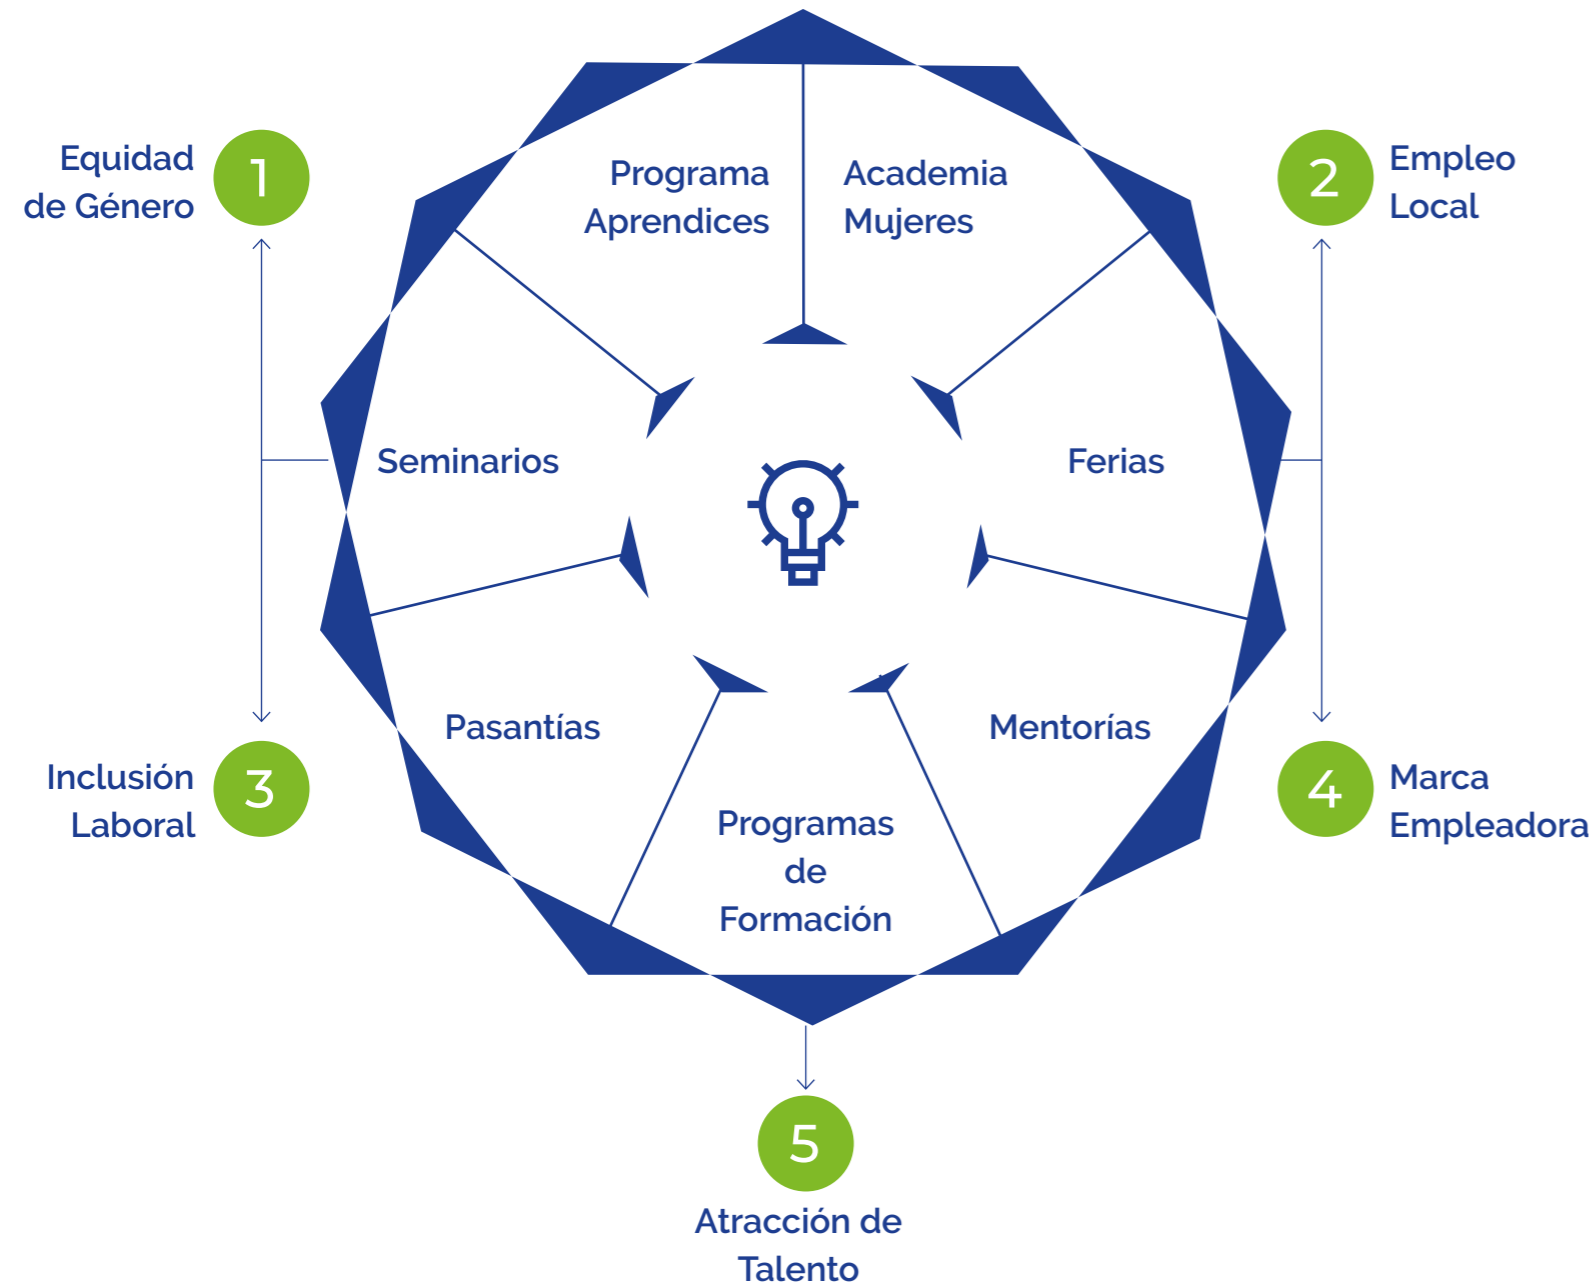 Equidad
de Género
1
Programa
Aprendices
Academia
Mujeres
2
Empleo
Local
Seminarios
Ferias
Pasantías
Mentorías
Inclusión
Laboral
3
Programas
de
Formación
4
Marca
Empleadora
5
Atracción de
Talento